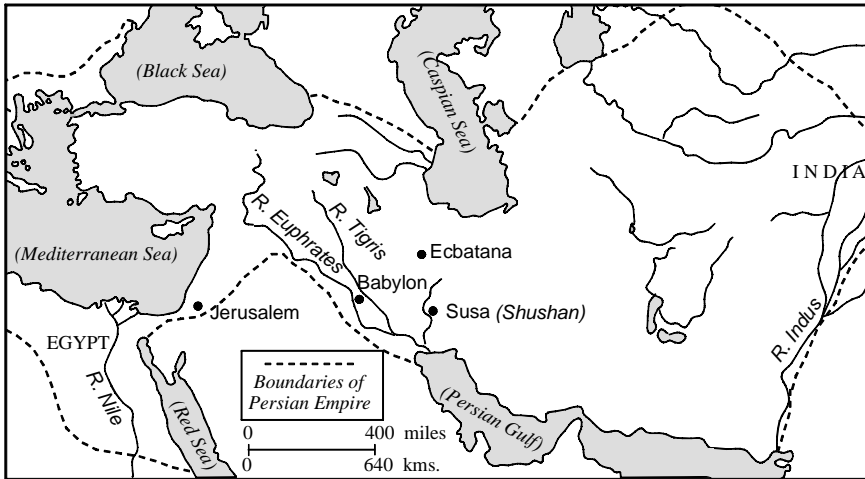 (Black Sea)
(Caspian Sea)
INDIA
R. Euphrates
R. Tigris
(Mediterranean Sea)
Ecbatana
Babylon
Jerusalem
Susa (Shushan)
R. Indus
EGYPT
R. Nile
Boundaries of
Persian Empire
(Red Sea)
(Persian Gulf)
0 400 miles
0 640 kms.